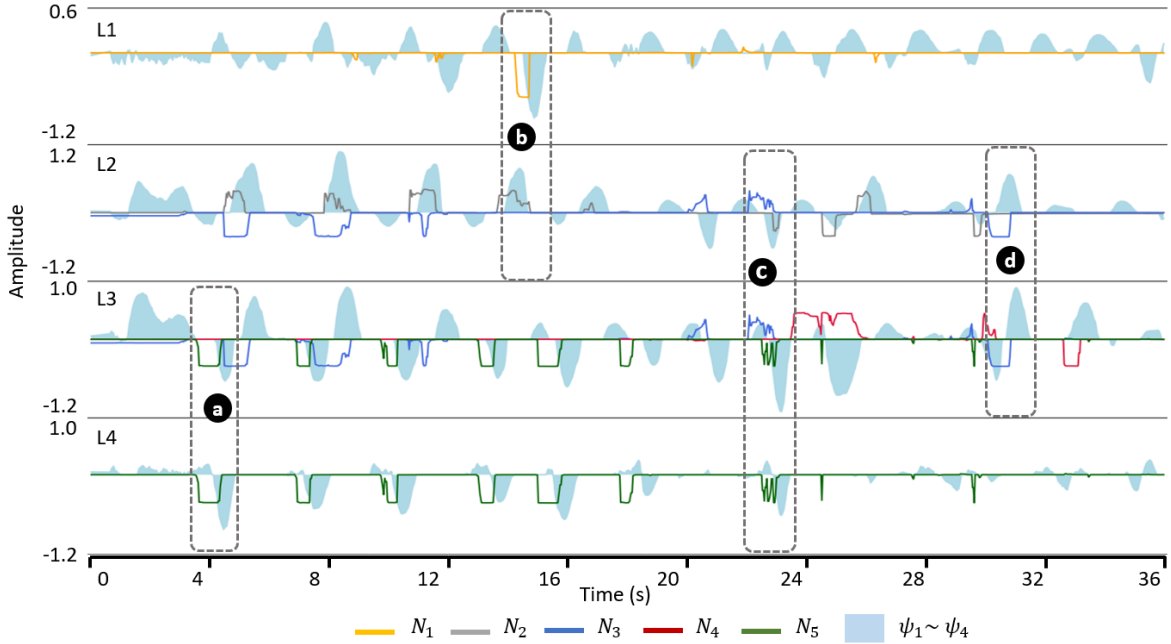 0.6
L1
-1.2
b
1.2
L2
Amplitude
-1.2
c
d
1.0
L3
-1.2
a
1.0
L4
-1.2
0 4 8 12 16 20 24 28 32 36
Time (s)
N₁ N₂ N₃ N₄ N₅ ψ₁~ ψ₄